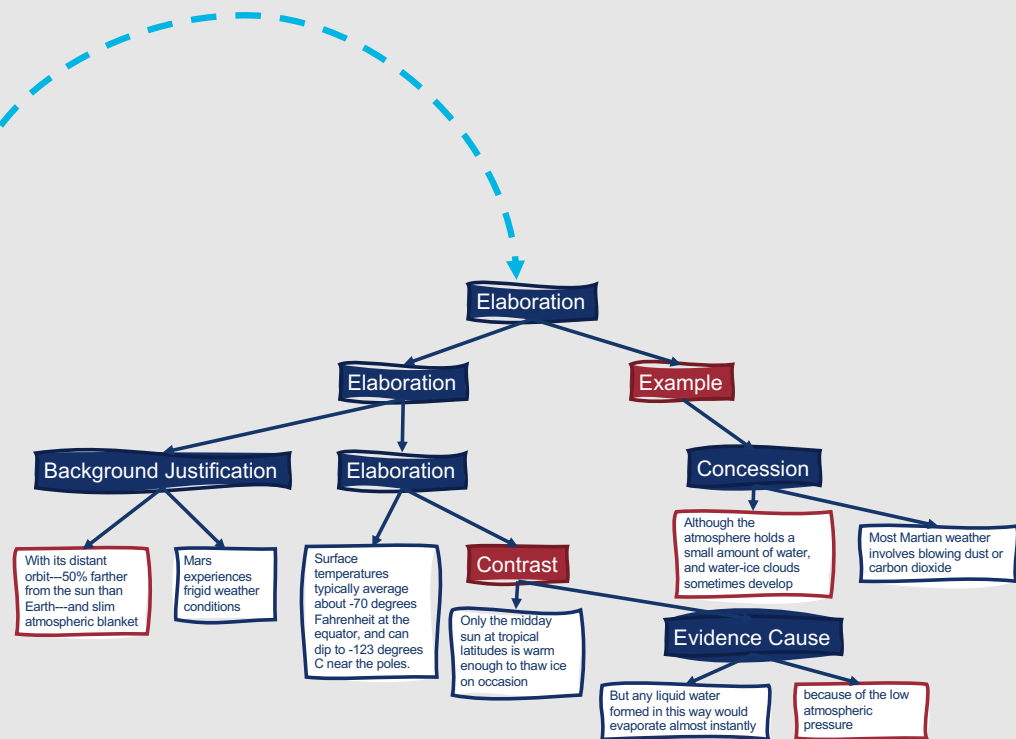 Elaboration
Elaboration
Example
Background Justification
Elaboration
Concession
With its distant
orbit---50% farther
from the sun than
Earth---and slim
atmospheric blanket
Mars
experiences
frigid weather
conditions
Surface
temperatures
typically average
about -70 degrees
Fahrenheit at the
equator, and can
dip to -123 degrees
C near the poles.
Contrast
Although the
atmosphere holds a
small amount of water,
and water-ice clouds
sometimes develop
Most Martian weather
involves blowing dust or
carbon dioxide
Only the midday
sun at tropical
latitudes is warm
enough to thaw ice
on occasion
Evidence Cause
But any liquid water
formed in this way would
evaporate almost instantly
because of the low
atmospheric
pressure